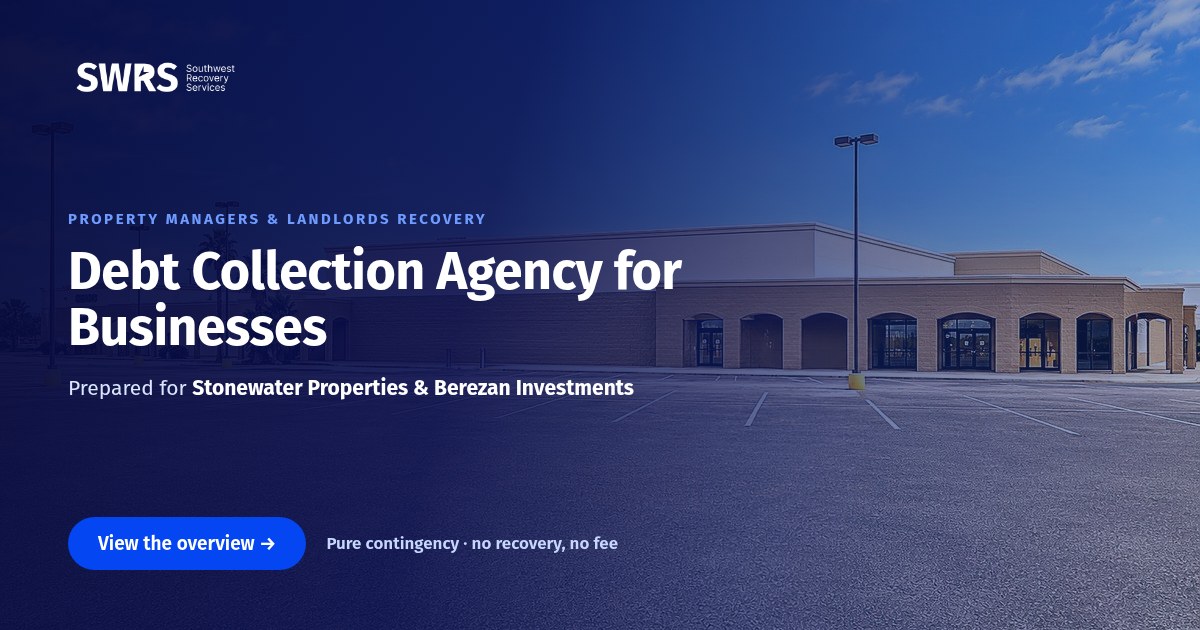 SWRS
Southwest
Recovery
Services
PROPERTY MANAGERS & LANDLORDS RECOVERY
Debt Collection Agency for
Businesses
Prepared for Stonewater Properties & Berezan Investments
View the overview →
Pure contingency · no recovery, no fee